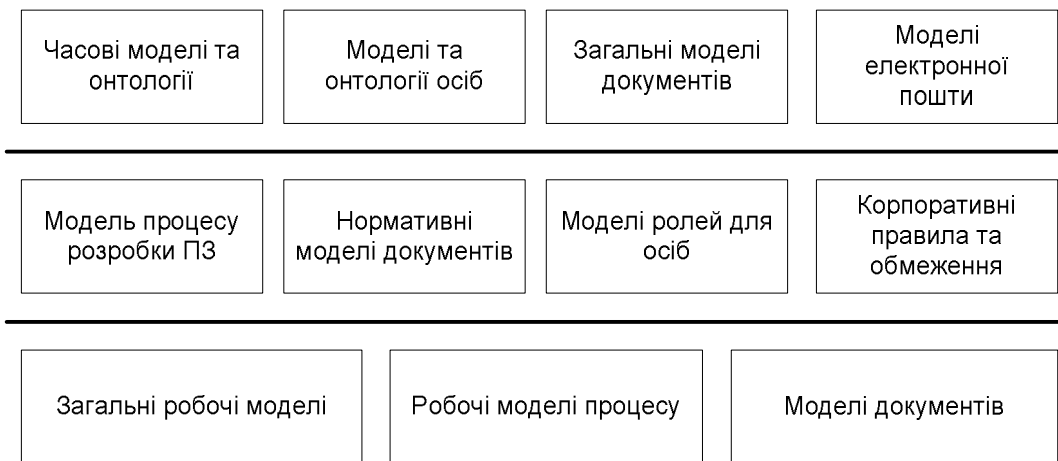 Часові моделі та
онтології
Моделі та
онтології осіб
Загальні моделі
документів
Моделі
електронної
пошти
Модель процесу
розробки ПЗ
Нормативні
моделі документів
Моделі ролей для
осіб
Корпоративні
правила та
обмеження
Загальні робочі моделі
Робочі моделі процесу
Моделі документів